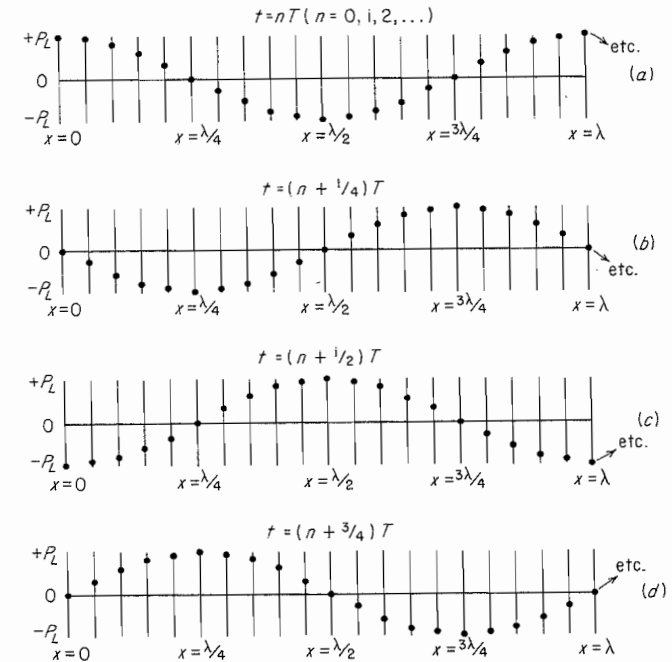 t = nT ( n = 0, i, 2, ...)
+P_L
0
−P_L
x = 0
x = λ/4
x = λ/2
x = 3λ/4
x = λ
etc.
(a)
t = (n + 1/4) T
+P_L
0
−P_L
x = 0
x = λ/4
x = λ/2
x = 3λ/4
x = λ
etc.
(b)
t = (n + i/2) T
+P_L
0
−P_L
x = 0
x = λ/4
x = λ/2
x = 3λ/4
x = λ
etc.
(c)
t = (n + 3/4) T
+P_L
0
−P_L
x = 0
x = λ/4
x = λ/2
x = 3λ/4
x = λ
etc.
(d)